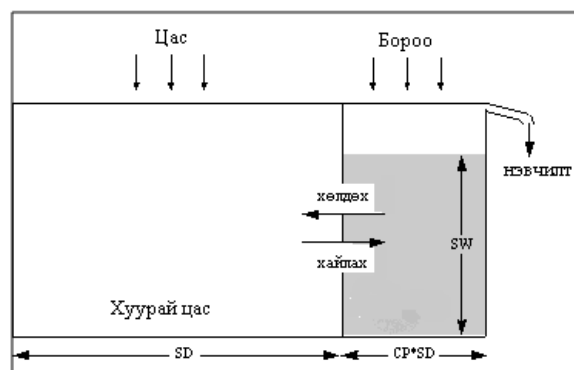 Цас
Бороо
нэвчилт
хөлдөх
SW
хайлах
Хуурай цас
SD
CP*SD